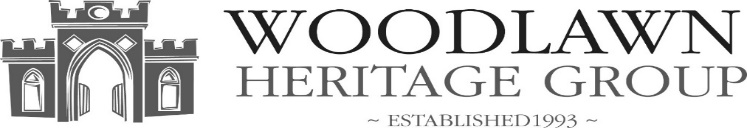 WOODLAWN
HERITAGE GROUP
~ ESTABLISHED1993 ~